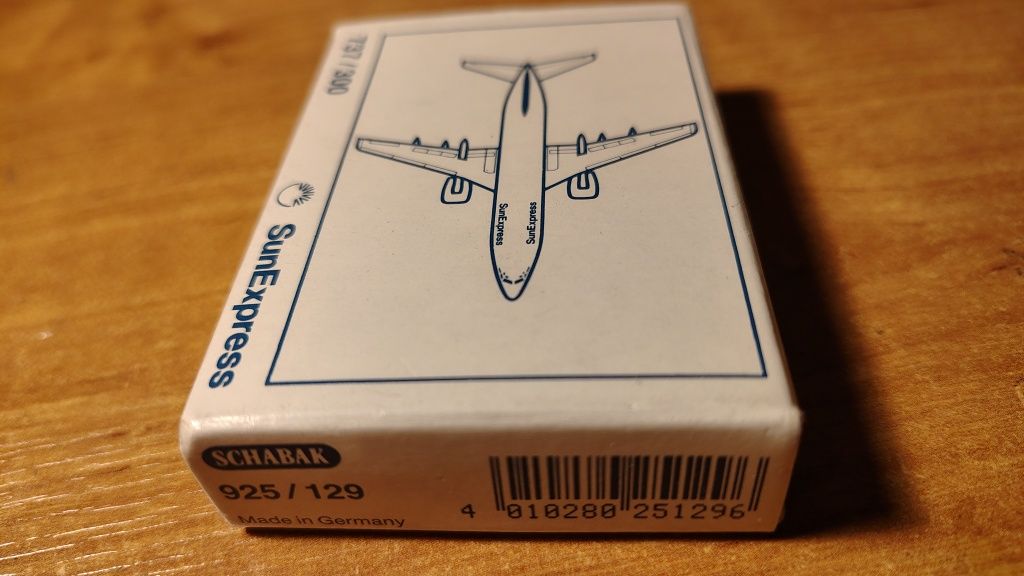 737/300
SunExpress
SunExpress
SunExpress
SCHABAK
925 / 129
Made in Germany
4 010280 251296